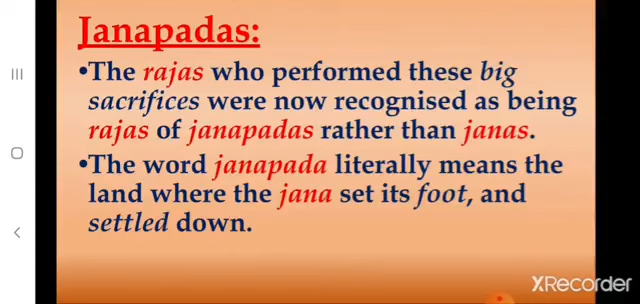 Janapadas:
•The rajas who performed these big
sacrifices were now recognised as being
rajas of janapadas rather than janas.
•The word janapada literally means the
land where the jana set its foot, and
settled down.
XRecorder